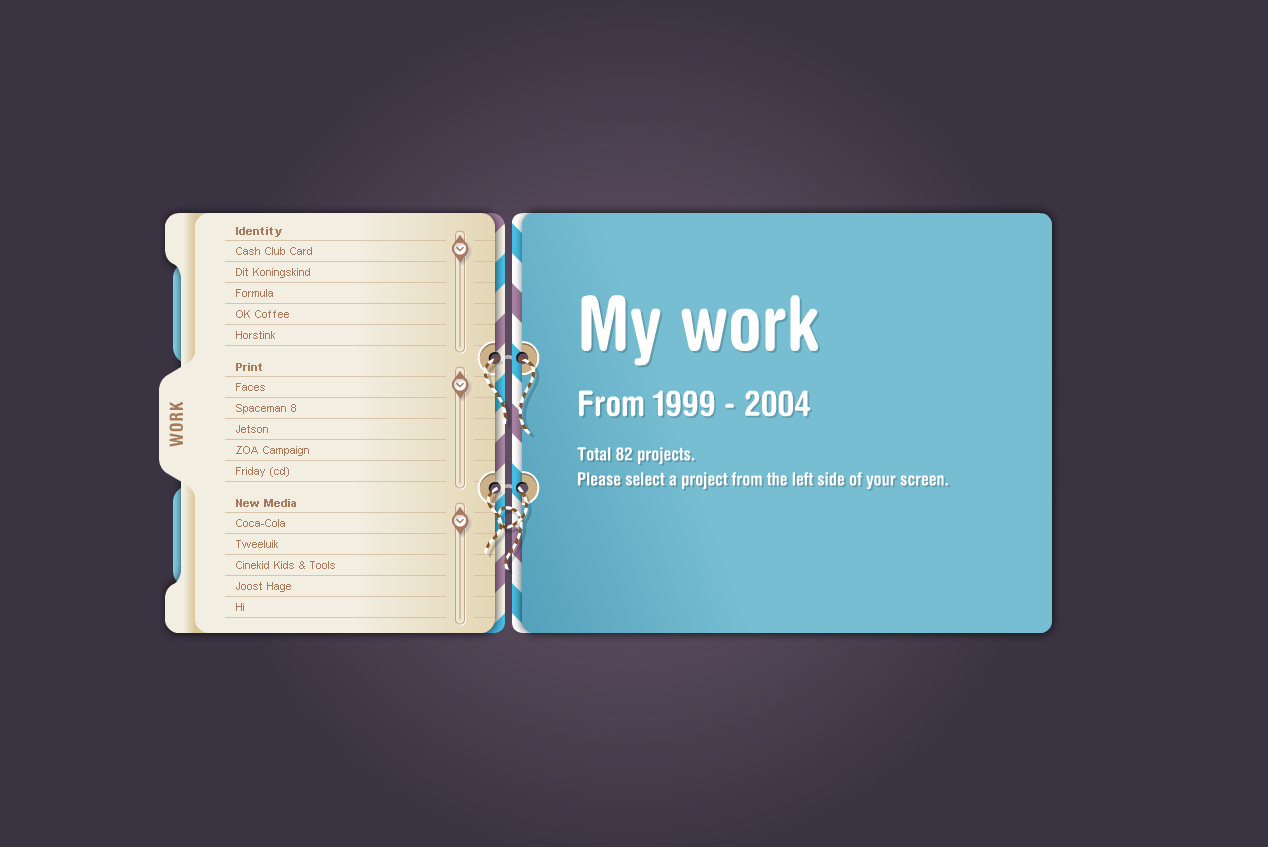 WORK
Identity
Cash Club Card
Dit Koningskind
Formula
OK Coffee
Horstink
Print
Faces
Spaceman 8
Jetson
ZOA Campaign
Friday (cd)
New Media
Coca-Cola
Tweeluik
Cinekid Kids & Tools
Joost Hage
Hi
My work
From 1999 - 2004
Total 82 projects.
Please select a project from the left side of your screen.